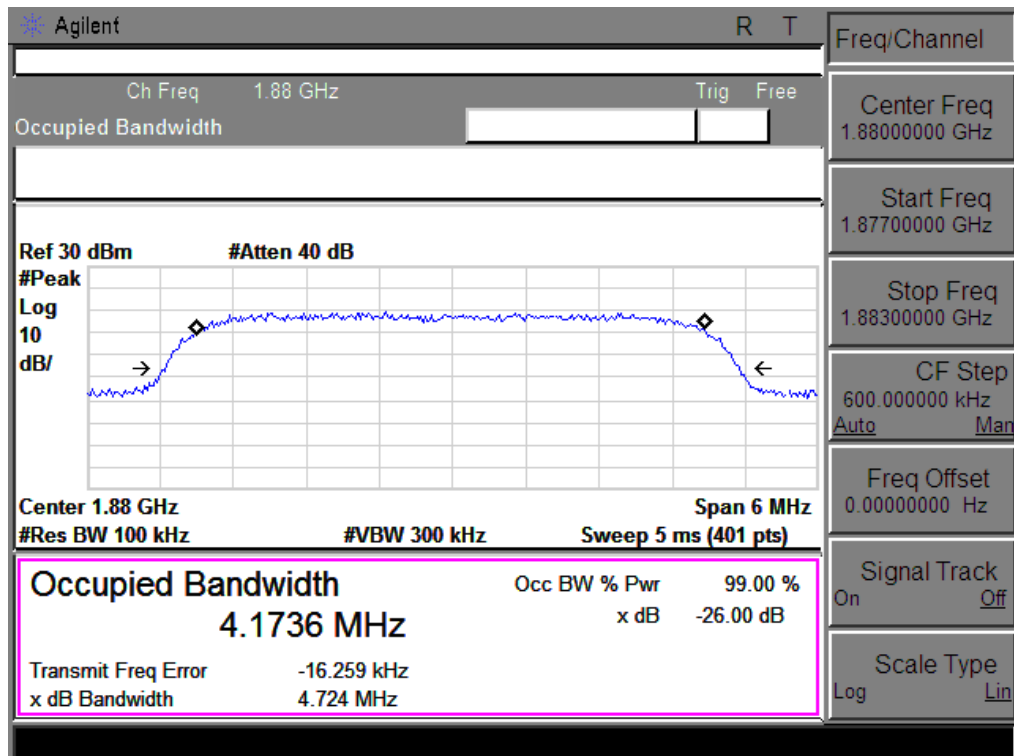 Agilent R T
Ch Freq 1.88 GHz Trig Free
Occupied Bandwidth
Ref 30 dBm #Atten 40 dB
#Peak
Log
10
dB/
Center 1.88 GHz Span 6 MHz
#Res BW 100 kHz #VBW 300 kHz Sweep 5 ms (401 pts)
Occupied Bandwidth Occ BW % Pwr 99.00 %
4.1736 MHz x dB -26.00 dB
Transmit Freq Error -16.259 kHz
x dB Bandwidth 4.724 MHz
Freq/Channel
Center Freq
1.88000000 GHz
Start Freq
1.87700000 GHz
Stop Freq
1.88300000 GHz
CF Step
600.000000 kHz
Auto Man
Freq Offset
0.00000000 Hz
Signal Track
On Off
Scale Type
Log Lin